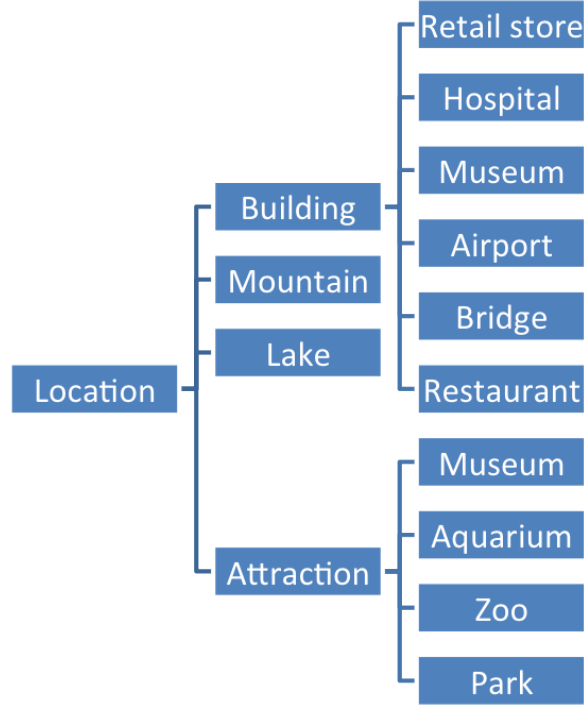 Location
Building
Retail store
Hospital
Museum
Airport
Bridge
Restaurant
Mountain
Lake
Attraction
Museum
Aquarium
Zoo
Park